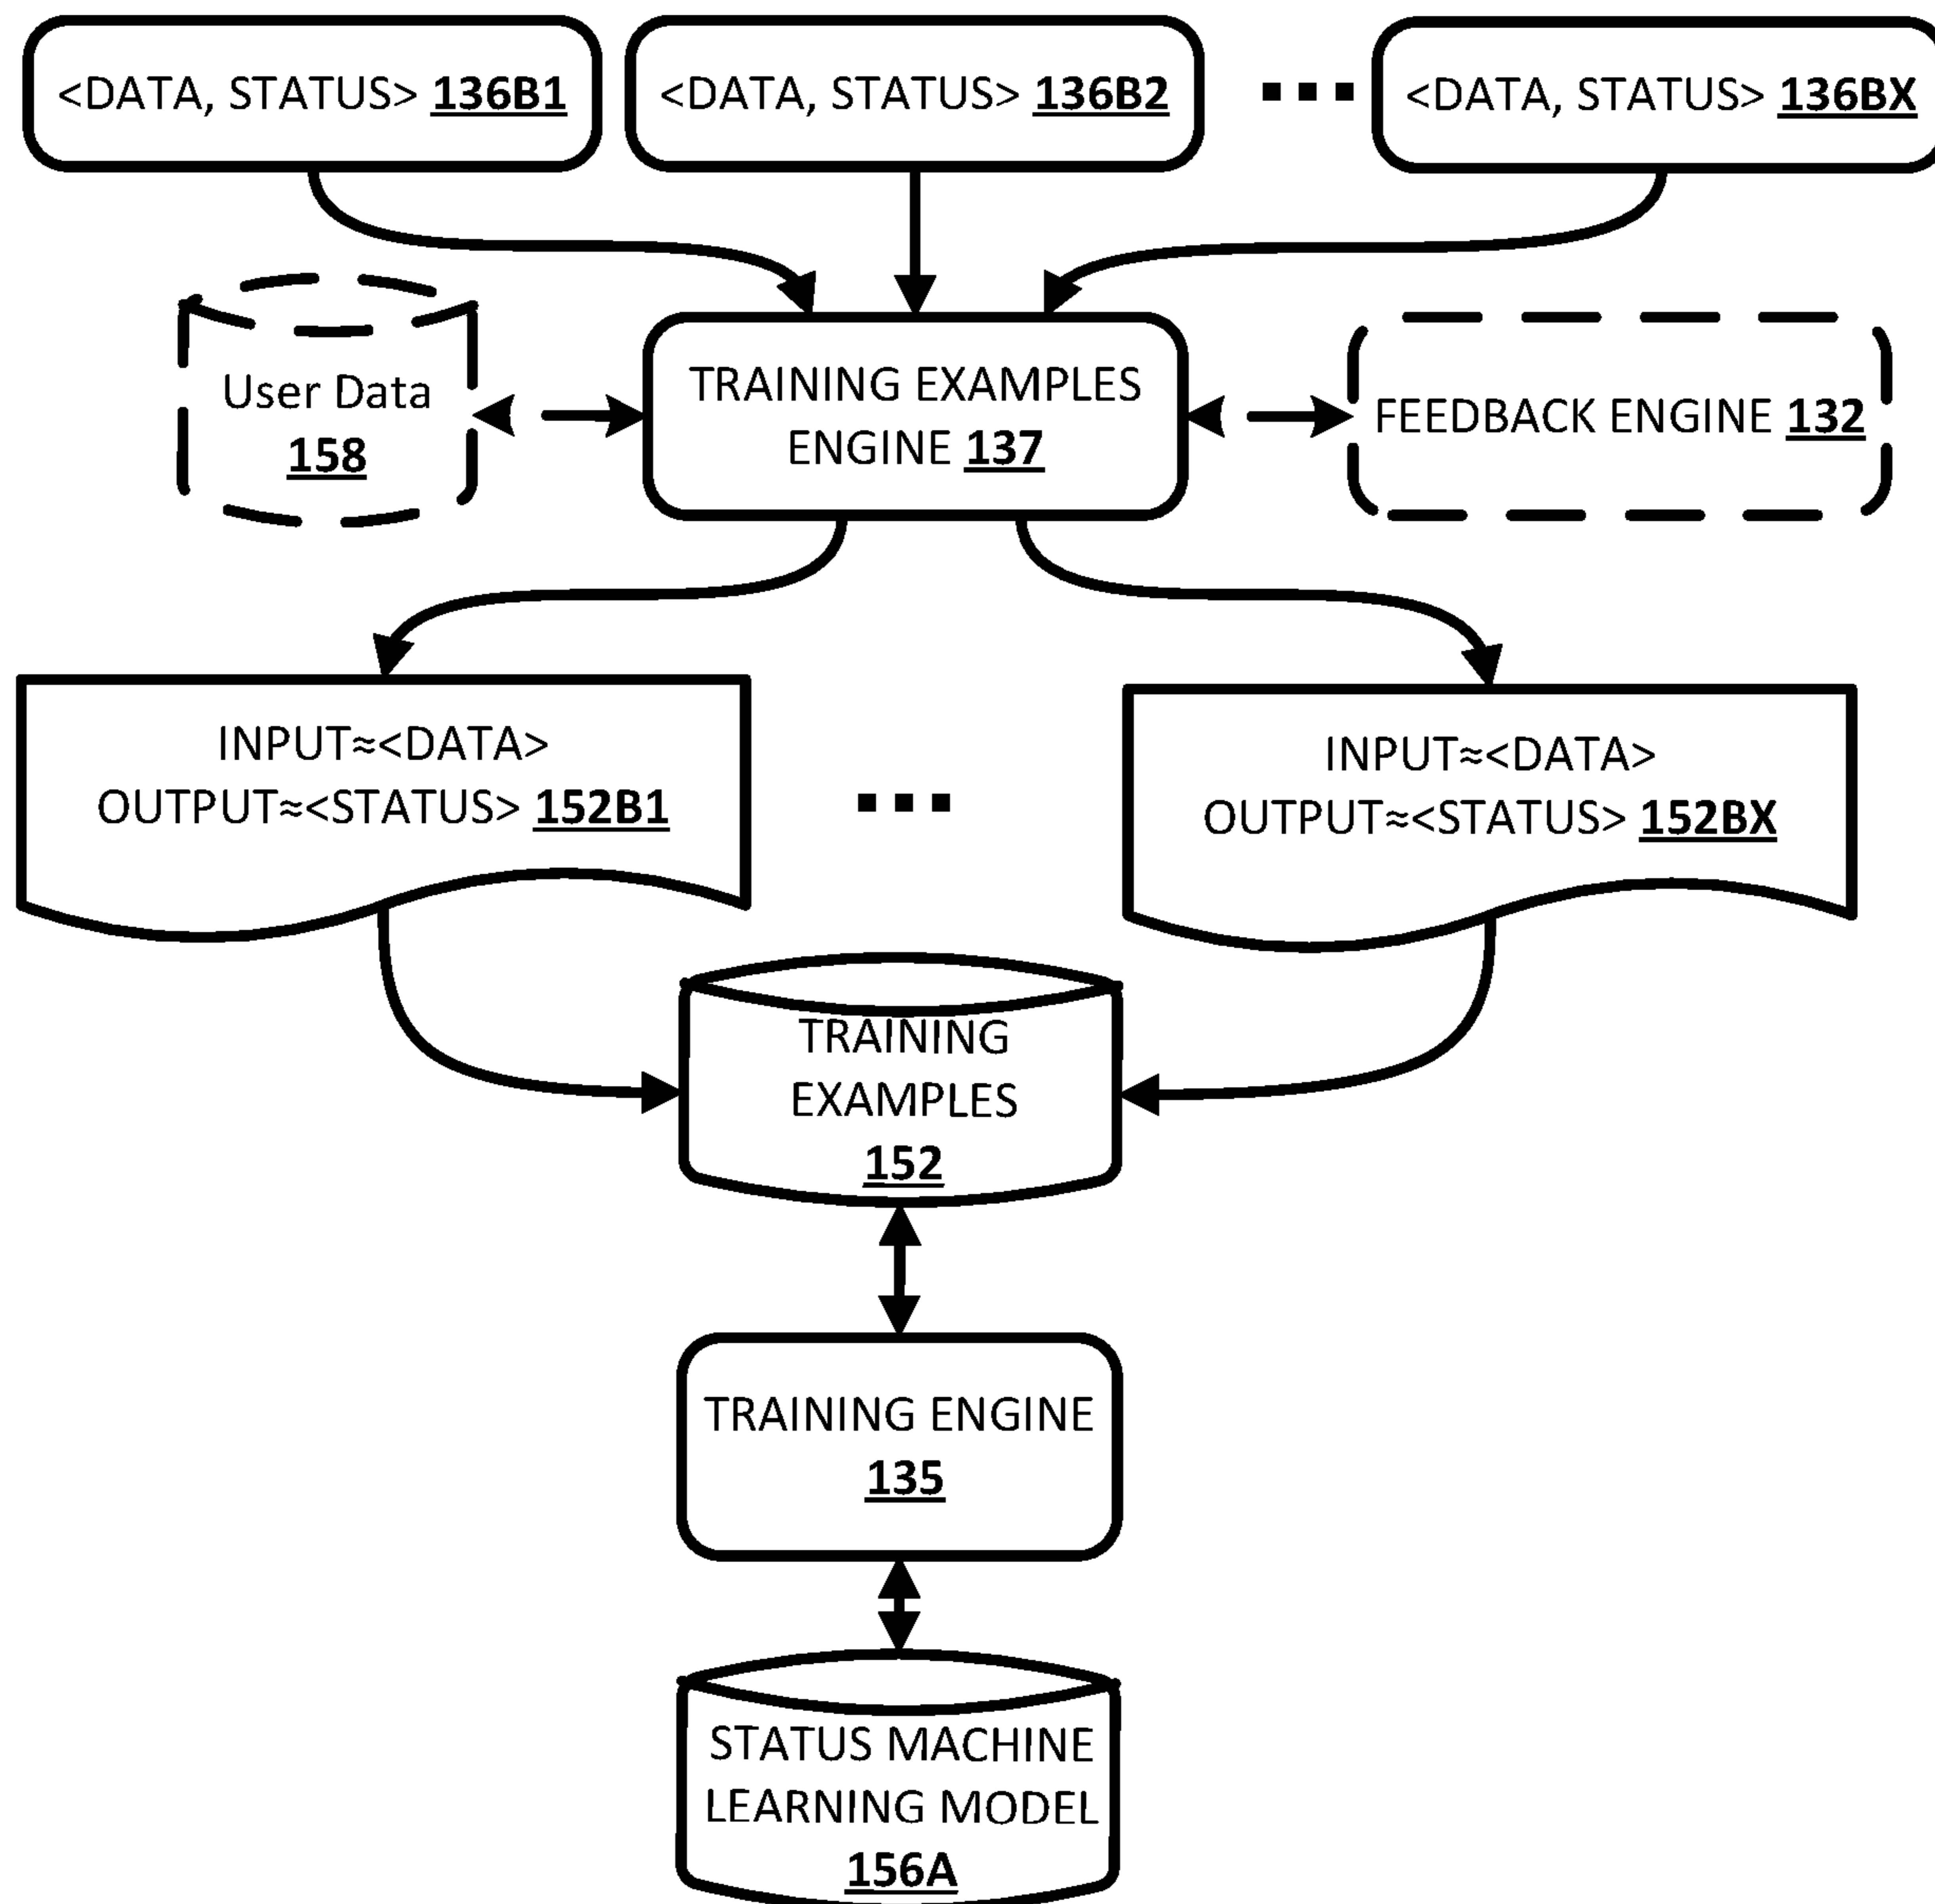 <DATA, STATUS> 136B1
<DATA, STATUS> 136B2
<DATA, STATUS> 136BX
User Data
158
TRAINING EXAMPLES
ENGINE 137
FEEDBACK ENGINE 132
INPUT≈<DATA>
OUTPUT≈<STATUS> 152B1
INPUT≈<DATA>
OUTPUT≈<STATUS> 152BX
TRAINING
EXAMPLES
152
TRAINING ENGINE
135
STATUS MACHINE
LEARNING MODEL
156A